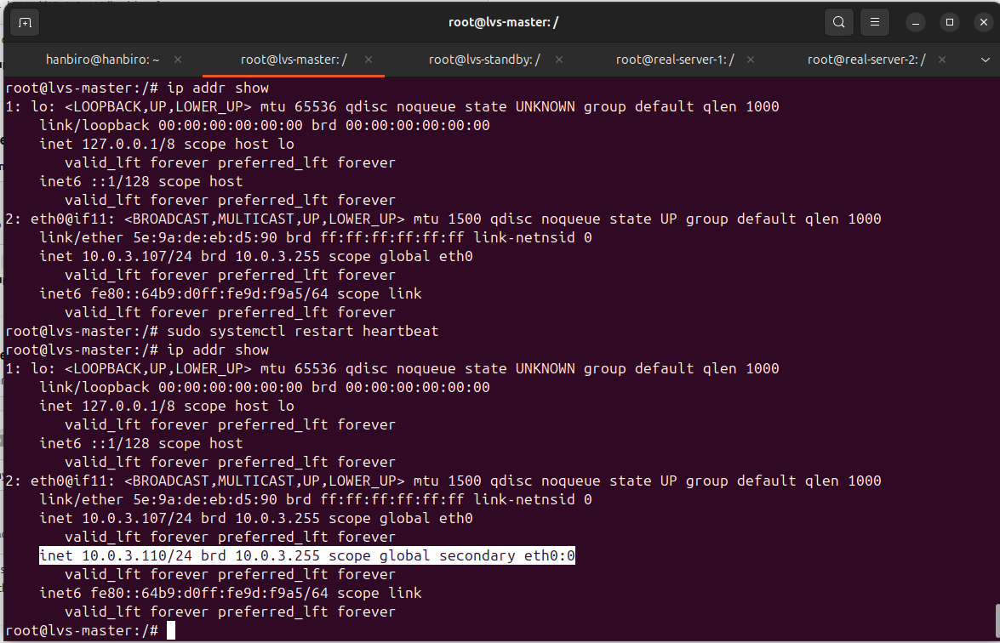 root@lvs-master: /
hanbiro@hanbiro: ~ × root@lvs-master: / × root@lvs-standby: / × root@real-server-1: / × root@real-server-2: / ×
root@lvs-master:/# ip addr show
1: lo: <LOOPBACK,UP,LOWER_UP> mtu 65536 qdisc noqueue state UNKNOWN group default qlen 1000
    link/loopback 00:00:00:00:00:00 brd 00:00:00:00:00:00
    inet 127.0.0.1/8 scope host lo
       valid_lft forever preferred_lft forever
    inet6 ::1/128 scope host
       valid_lft forever preferred_lft forever
2: eth0@if11: <BROADCAST,MULTICAST,UP,LOWER_UP> mtu 1500 qdisc noqueue state UP group default qlen 1000
    link/ether 5e:9a:de:eb:d5:90 brd ff:ff:ff:ff:ff:ff link-netnsid 0
    inet 10.0.3.107/24 brd 10.0.3.255 scope global eth0
       valid_lft forever preferred_lft forever
    inet6 fe80::64b9:d0ff:fe9d:f9a5/64 scope link
       valid_lft forever preferred_lft forever
root@lvs-master:/# sudo systemctl restart heartbeat
root@lvs-master:/# ip addr show
1: lo: <LOOPBACK,UP,LOWER_UP> mtu 65536 qdisc noqueue state UNKNOWN group default qlen 1000
    link/loopback 00:00:00:00:00:00 brd 00:00:00:00:00:00
    inet 127.0.0.1/8 scope host lo
       valid_lft forever preferred_lft forever
    inet6 ::1/128 scope host
       valid_lft forever preferred_lft forever
2: eth0@if11: <BROADCAST,MULTICAST,UP,LOWER_UP> mtu 1500 qdisc noqueue state UP group default qlen 1000
    link/ether 5e:9a:de:eb:d5:90 brd ff:ff:ff:ff:ff:ff link-netnsid 0
    inet 10.0.3.107/24 brd 10.0.3.255 scope global eth0
       valid_lft forever preferred_lft forever
    inet 10.0.3.110/24 brd 10.0.3.255 scope global secondary eth0:0
       valid_lft forever preferred_lft forever
    inet6 fe80::64b9:d0ff:fe9d:f9a5/64 scope link
       valid_lft forever preferred_lft forever
root@lvs-master:/#